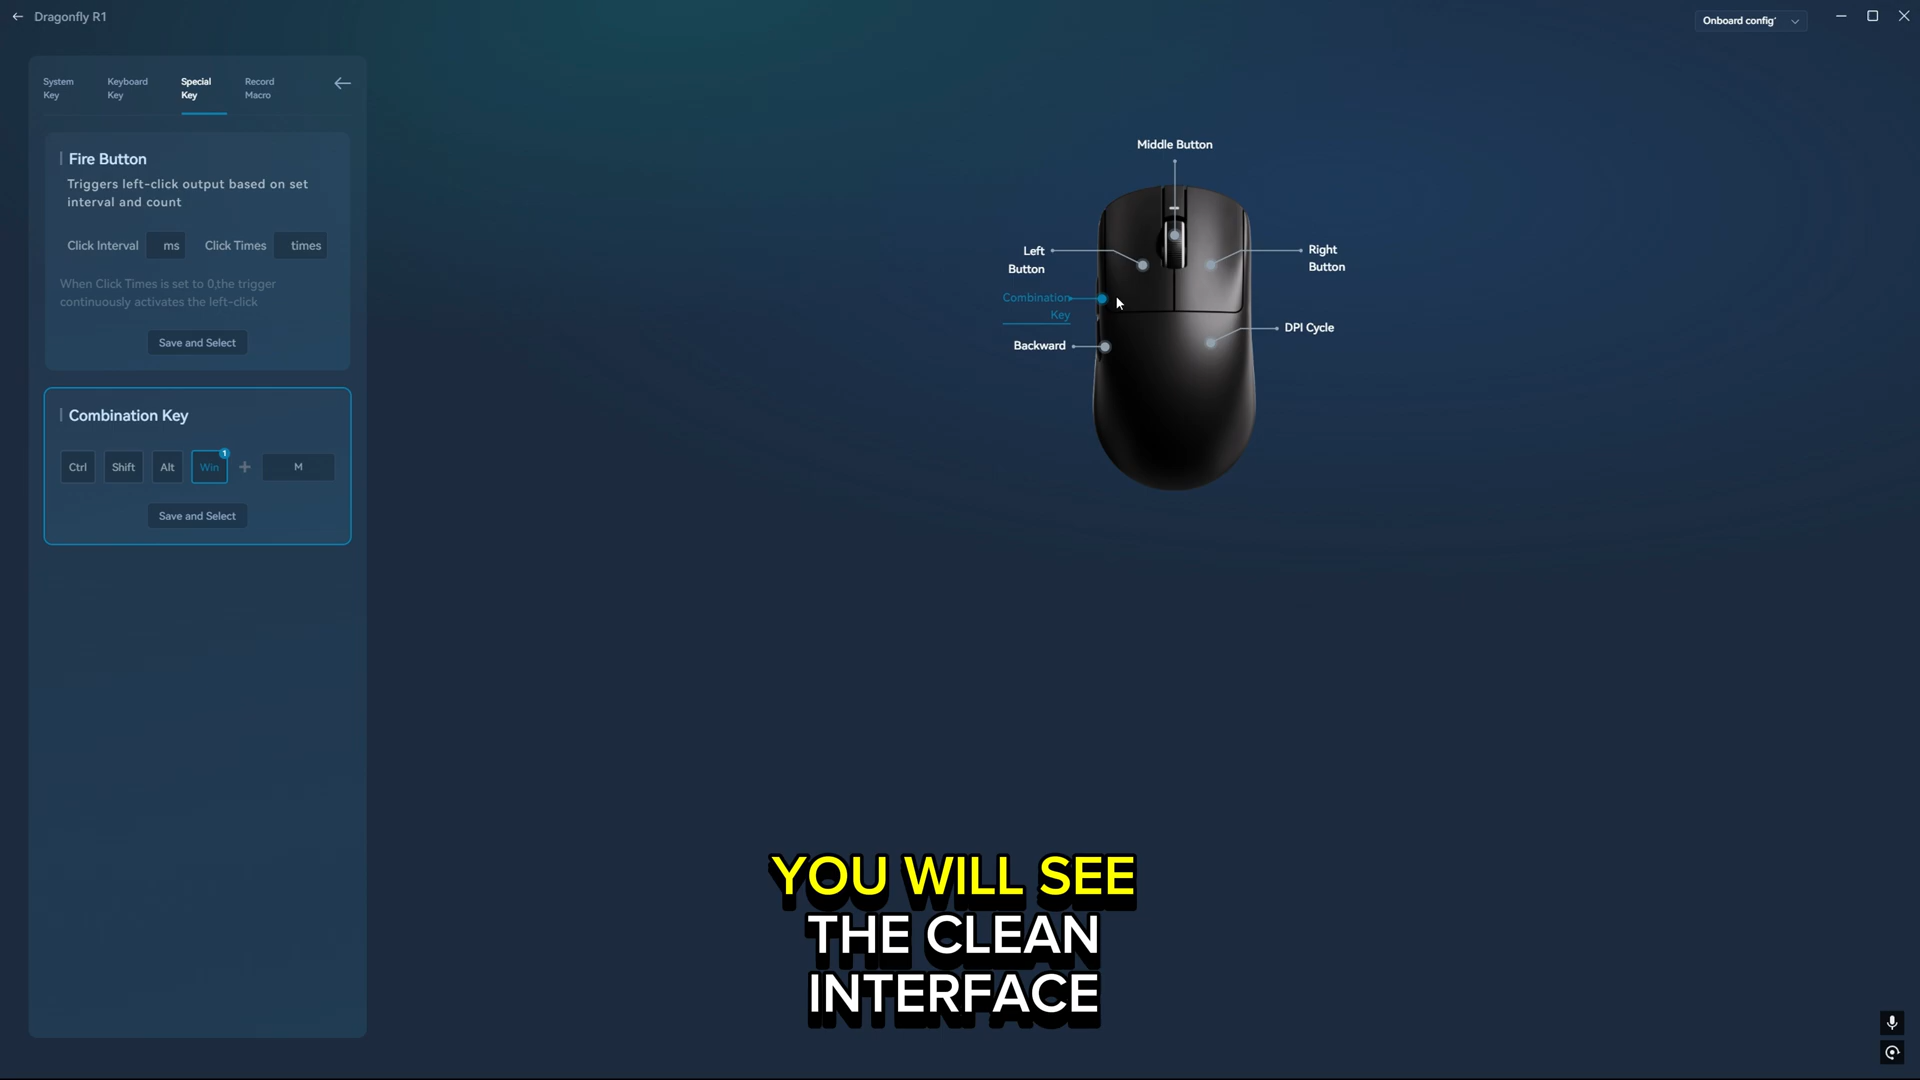 Dragonfly R1
Onboard config'
System
Key
Keyboard
Key
Special
Key
Record
Macro
Fire Button
Triggers left-click output based on set
interval and count
Click Interval ms Click Times times
When Click Times is set to 0,the trigger
continuously activates the left-click
Save and Select
Combination Key
Ctrl Shift Alt Win 1 + M
Save and Select
Middle Button
Left
Button
Right
Button
Combination
Key
DPI Cycle
Backward
YOU WILL SEE
THE CLEAN
INTERFACE